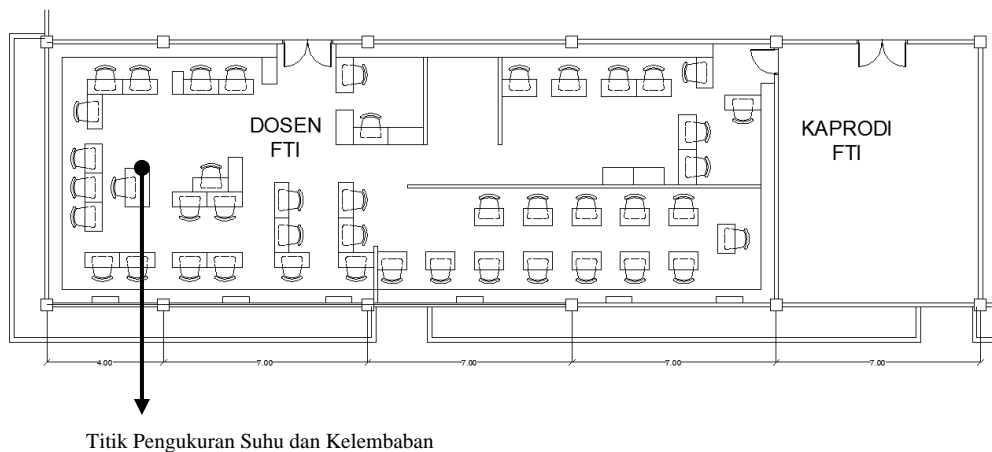 DOSEN
FTI
KAPRODI
FTI
4.00
7.00
7.00
7.00
7.00
Titik Pengukuran Suhu dan Kelembaban